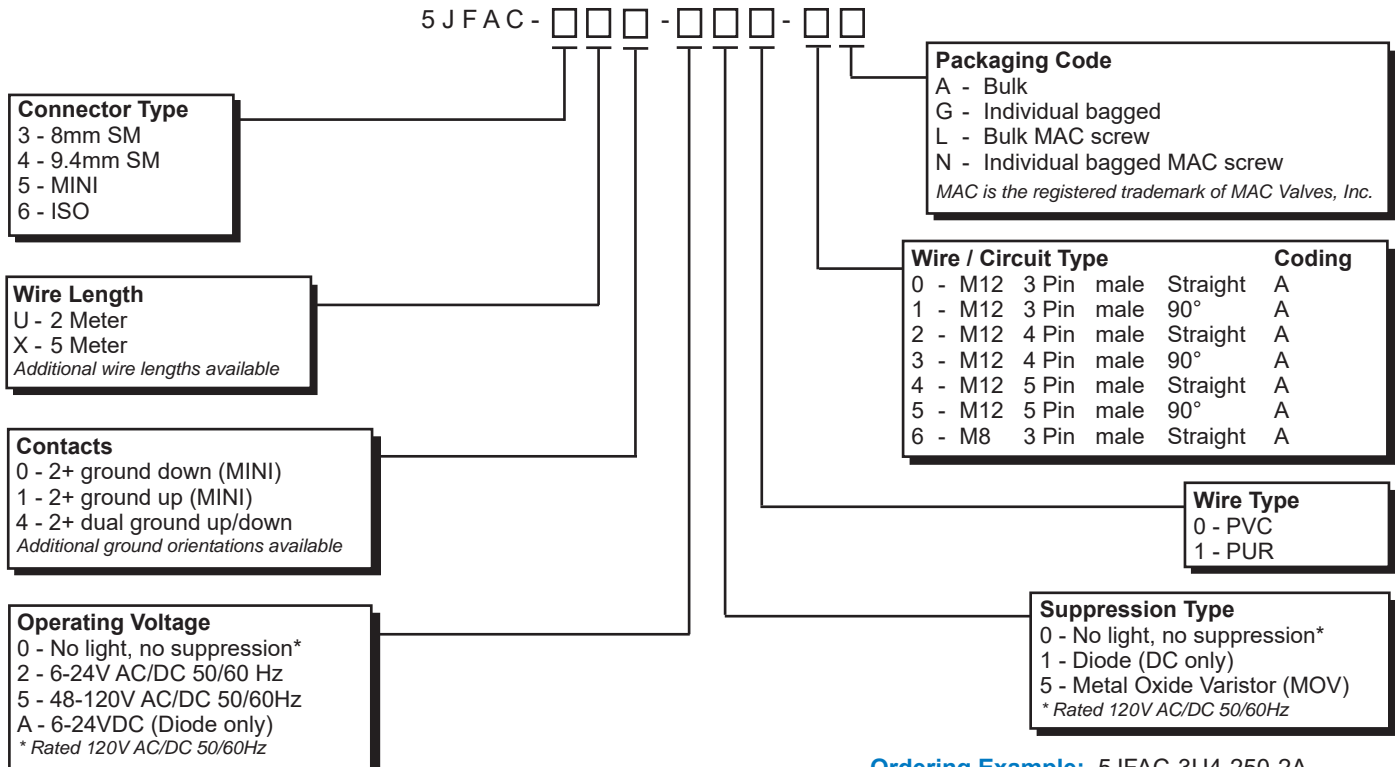 5JFAC-□□□-□□□-□□
Connector Type
3 - 8mm SM
4 - 9.4mm SM
5 - MINI
6 - ISO
Wire Length
U - 2 Meter
X - 5 Meter
Additional wire lengths available
Contacts
0 - 2+ ground down (MINI)
1 - 2+ ground up (MINI)
4 - 2+ dual ground up/down
Additional ground orientations available
Operating Voltage
0 - No light, no suppression*
2 - 6-24V AC/DC 50/60 Hz
5 - 48-120V AC/DC 50/60Hz
A - 6-24VDC (Diode only)
* Rated 120V AC/DC 50/60Hz
Packaging Code
A - Bulk
G - Individual bagged
L - Bulk MAC screw
N - Individual bagged MAC screw
MAC is the registered trademark of MAC Valves, Inc.
Wire / Circuit Type Coding
0 - M12 3 Pin male Straight A
1 - M12 3 Pin male 90° A
2 - M12 4 Pin male Straight A
3 - M12 4 Pin male 90° A
4 - M12 5 Pin male Straight A
5 - M12 5 Pin male 90° A
6 - M8 3 Pin male Straight A
Wire Type
0 - PVC
1 - PUR
Suppression Type
0 - No light, no suppression*
1 - Diode (DC only)
5 - Metal Oxide Varistor (MOV)
* Rated 120V AC/DC 50/60Hz
Ordering Example: 5JFAC-3U4-250-2A